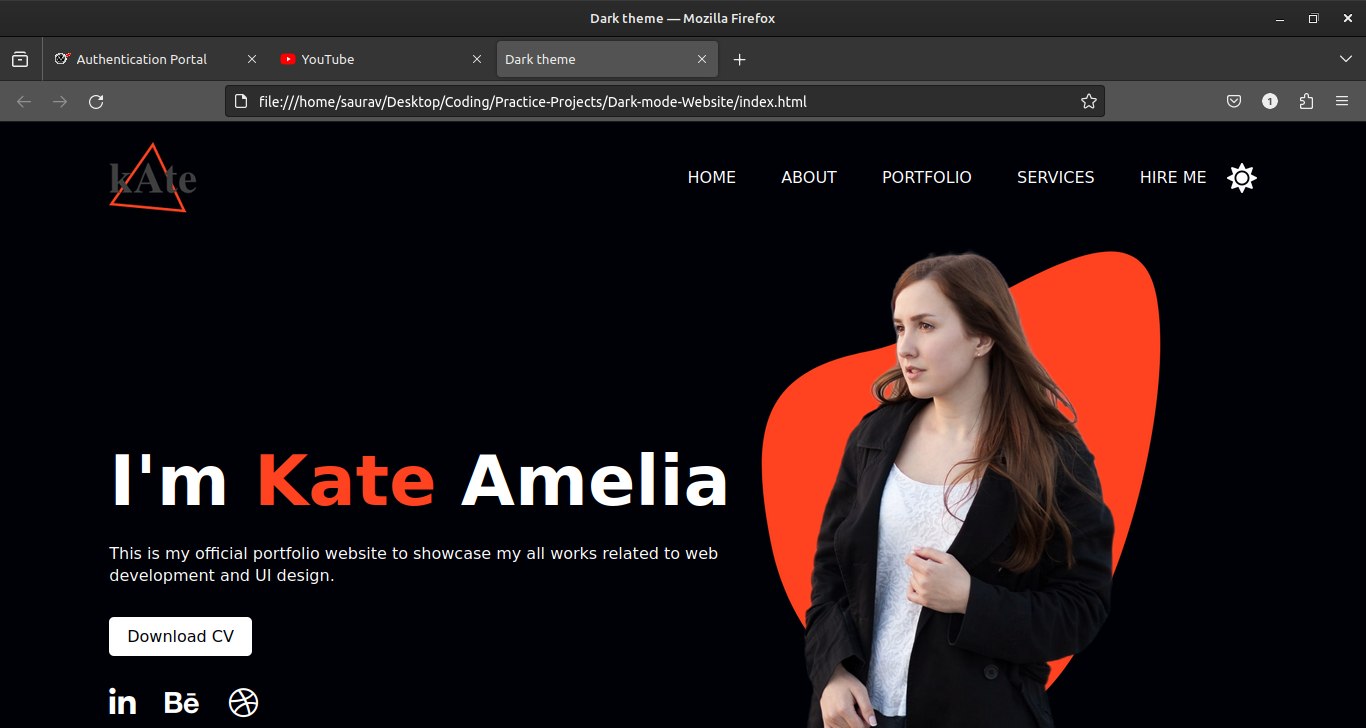 Dark theme — Mozilla Firefox
Authentication Portal
YouTube
Dark theme
file:///home/saurav/Desktop/Coding/Practice-Projects/Dark-mode-Website/index.html
1
kAte
HOME ABOUT PORTFOLIO SERVICES HIRE ME
I'm Kate Amelia
This is my official portfolio website to showcase my all works related to web
development and UI design.
Download CV
in Bē